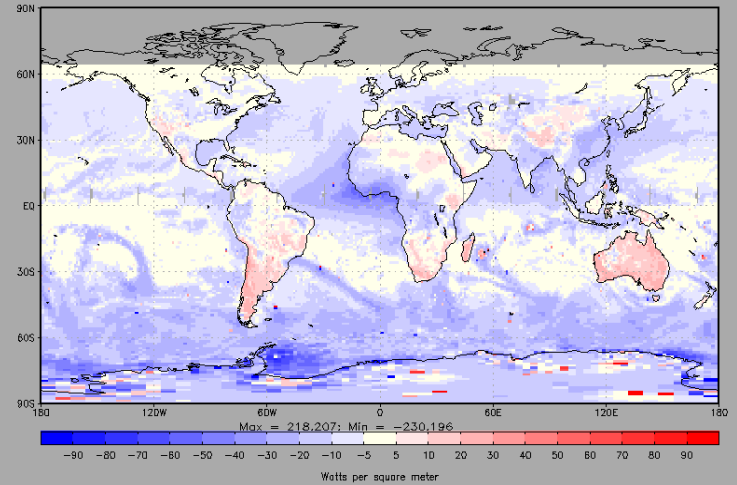 90N
60N
30N
EQ
30S
60S
90S
180 120W 60W 0 60E 120E 180
Max = 218.207; Min = −230.196
−90 −80 −70 −60 −50 −40 −30 −20 −10 −5 5 10 20 30 40 50 60 70 80 90
Watts per square meter